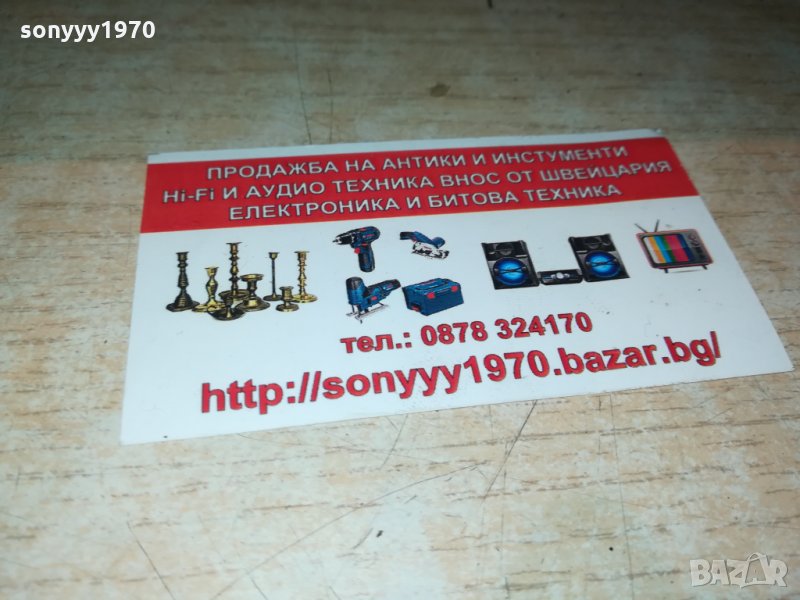 sonyyy1970
ПРОДАЖБА НА АНТИКИ И ИНСТУМЕНТИ
Hi-Fi И АУДИО ТЕХНИКА ВНОС ОТ ШВЕЙЦАРИЯ
ЕЛЕКТРОНИКА И БИТОВА ТЕХНИКА
тел.: 0878 324170
http://sonyyy1970.bazar.bg/
BAZAR